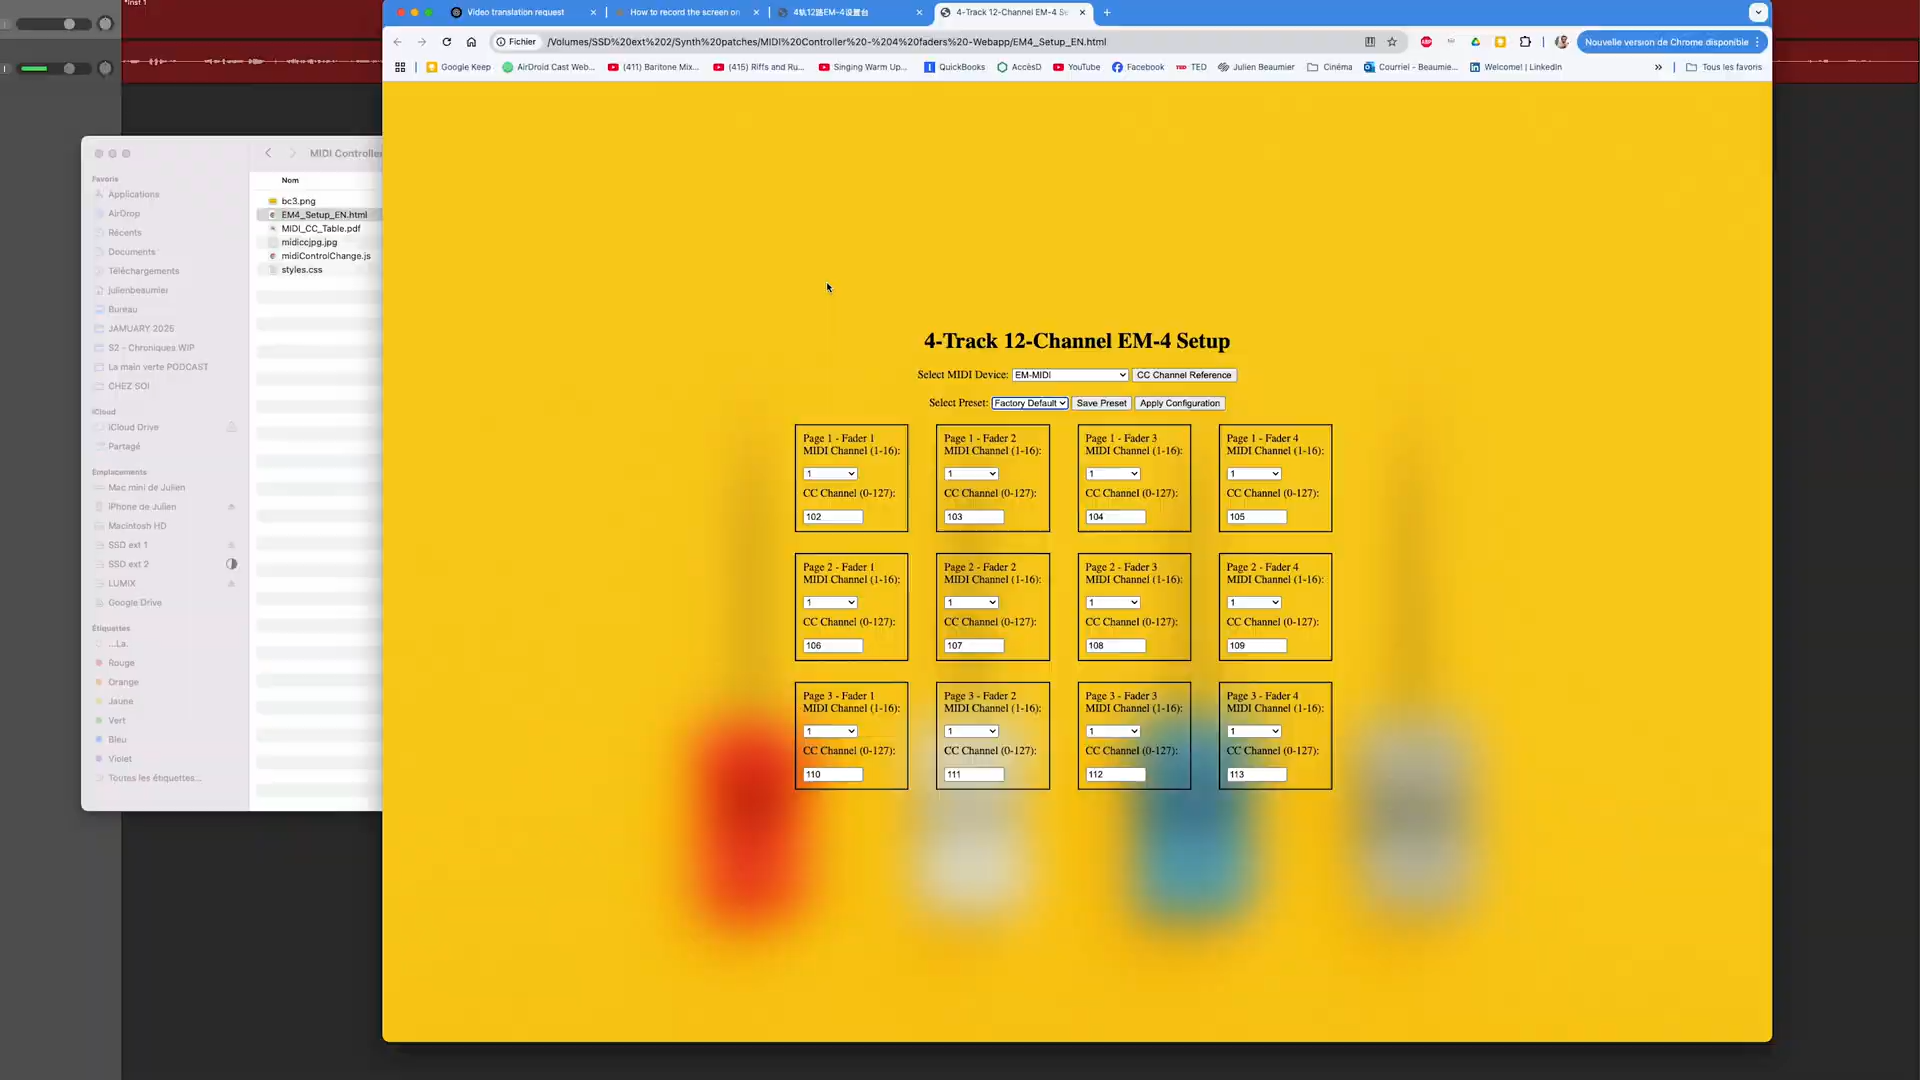 *Inst 1
Video translation request
How to record the screen on
4轨12路EM-4设置台
4-Track 12-Channel EM-4 Se
Fichier
/Volumes/SSD%20ext%202/Synth%20patches/MIDI%20Controller%20-%204%20faders%20-Webapp/EM4_Setup_EN.html
Nouvelle version de Chrome disponible
Google Keep
AirDroid Cast Web...
(411) Baritone Mix...
(415) Riffs and Ru...
Singing Warm Up...
QuickBooks
AccèsD
YouTube
Facebook
TED
Julien Beaumier
Cinéma
Courriel - Beaumie...
Welcome! | LinkedIn
Tous les favoris
MIDI Controller
Favoris
Applications
AirDrop
Récents
Documents
Téléchargements
julienbeaumier
Bureau
JAMUARY 2025
S2 - Chroniques WIP
La main verte PODCAST
CHEZ SOI
iCloud
iCloud Drive
Partagé
Emplacements
Mac mini de Julien
iPhone de Julien
Macintosh HD
SSD ext 1
SSD ext 2
LUMIX
Google Drive
Étiquettes
...La.
Rouge
Orange
Jaune
Vert
Bleu
Violet
Toutes les étiquettes...
Nom
bc3.png
EM4_Setup_EN.html
MIDI_CC_Table.pdf
midiccjpg.jpg
midiControlChange.js
styles.css
4-Track 12-Channel EM-4 Setup
Select MIDI Device: EM-MIDI CC Channel Reference
Select Preset: Factory Default Save Preset Apply Configuration
Page 1 - Fader 1
MIDI Channel (1-16):
1
CC Channel (0-127):
102
Page 1 - Fader 2
MIDI Channel (1-16):
1
CC Channel (0-127):
103
Page 1 - Fader 3
MIDI Channel (1-16):
1
CC Channel (0-127):
104
Page 1 - Fader 4
MIDI Channel (1-16):
1
CC Channel (0-127):
105
Page 2 - Fader 1
MIDI Channel (1-16):
1
CC Channel (0-127):
106
Page 2 - Fader 2
MIDI Channel (1-16):
1
CC Channel (0-127):
107
Page 2 - Fader 3
MIDI Channel (1-16):
1
CC Channel (0-127):
108
Page 2 - Fader 4
MIDI Channel (1-16):
1
CC Channel (0-127):
109
Page 3 - Fader 1
MIDI Channel (1-16):
1
CC Channel (0-127):
110
Page 3 - Fader 2
MIDI Channel (1-16):
1
CC Channel (0-127):
111
Page 3 - Fader 3
MIDI Channel (1-16):
1
CC Channel (0-127):
112
Page 3 - Fader 4
MIDI Channel (1-16):
1
CC Channel (0-127):
113